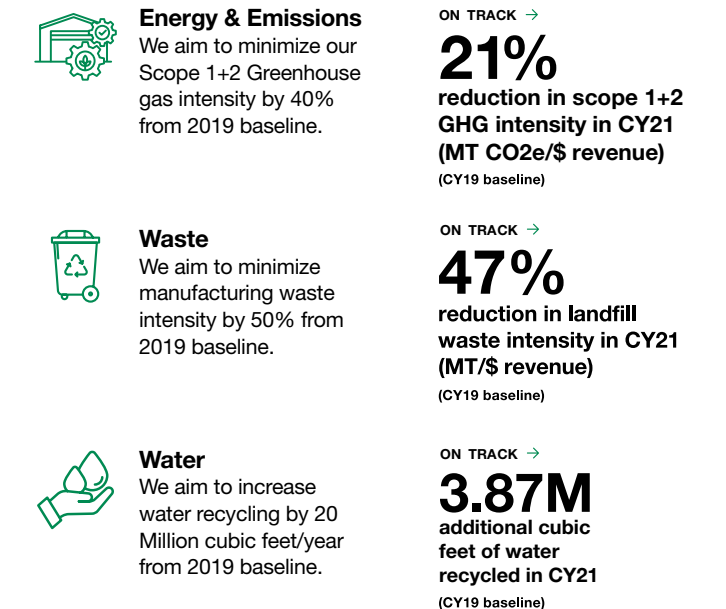 Energy & Emissions
We aim to minimize our
Scope 1+2 Greenhouse
gas intensity by 40%
from 2019 baseline.
ON TRACK →
21%
reduction in scope 1+2
GHG intensity in CY21
(MT CO2e/$ revenue)
(CY19 baseline)
Waste
We aim to minimize
manufacturing waste
intensity by 50% from
2019 baseline.
ON TRACK →
47%
reduction in landfill
waste intensity in CY21
(MT/$ revenue)
(CY19 baseline)
Water
We aim to increase
water recycling by 20
Million cubic feet/year
from 2019 baseline.
ON TRACK →
3.87M
additional cubic
feet of water
recycled in CY21
(CY19 baseline)